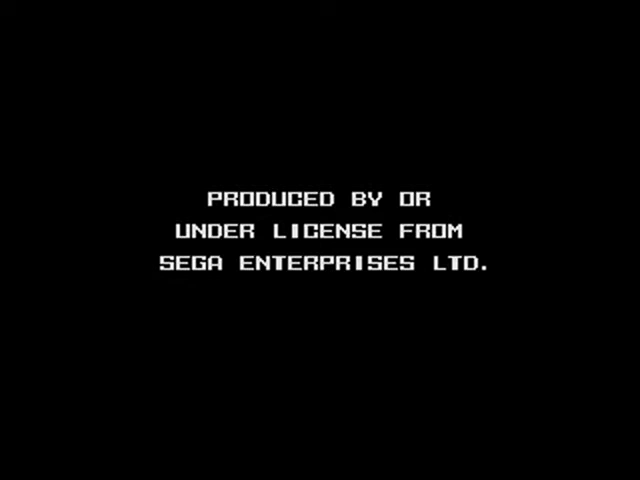 PRODUCED BY OR
UNDER LICENSE FROM
SEGA ENTERPRISES LTD.